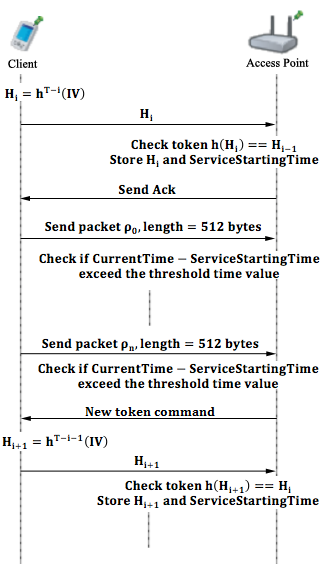 Client
Access Point
Hᵢ = hᵀ⁻ⁱ(IV)
Hᵢ
Check token h(Hᵢ) == Hᵢ₋₁
Store Hᵢ and ServiceStartingTime
Send Ack
Send packet ρ₀, length = 512 bytes
Check if CurrentTime − ServiceStartingTime
exceed the threshold time value
Send packet ρₙ, length = 512 bytes
Check if CurrentTime − ServiceStartingTime
exceed the threshold time value
New token command
Hᵢ₊₁ = hᵀ⁻ⁱ⁻¹(IV)
Hᵢ₊₁
Check token h(Hᵢ₊₁) == Hᵢ
Store Hᵢ₊₁ and ServiceStartingTime